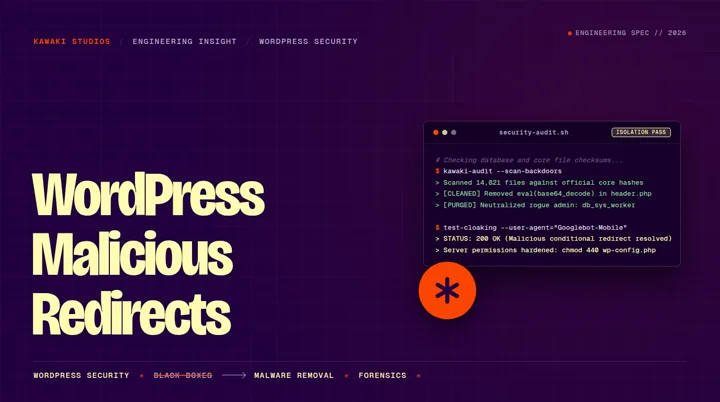 KAWAKI STUDIOS / ENGINEERING INSIGHT / WORDPRESS SECURITY
ENGINEERING SPEC // 2026
WordPress
Malicious
Redirects
security-audit.sh
ISOLATION PASS
# Checking database and core file checksums...
$ kawaki-audit --scan-backdoors
> Scanned 14,821 files against official core hashes
> [CLEANED] Removed eval(base64_decode) in header.php
> [PURGED] Neutralized rogue admin: db_sys_worker
$ test-cloaking --user-agent="Googlebot-Mobile"
> STATUS: 200 OK (Malicious conditional redirect resolved)
> Server permissions hardened: chmod 440 wp-config.php
WORDPRESS SECURITY BLACK BOXES MALWARE REMOVAL FORENSICS